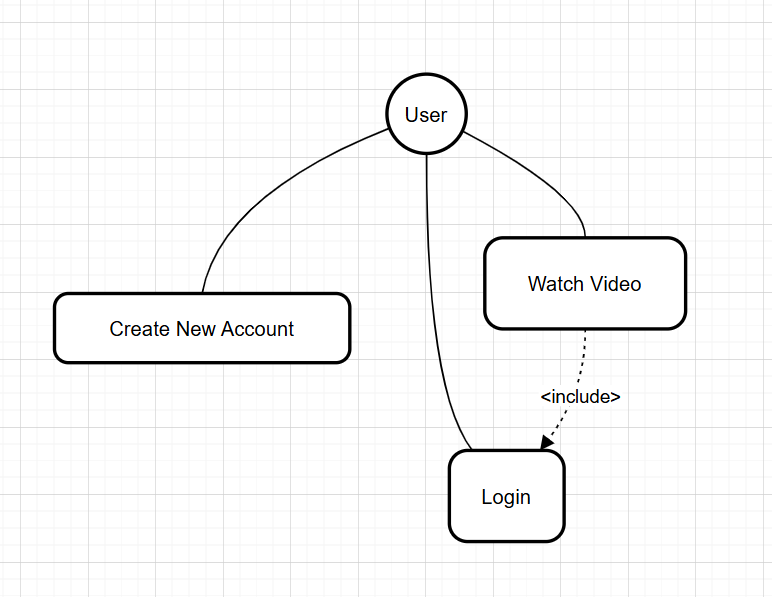 User
Watch Video
Create New Account
<include>
Login